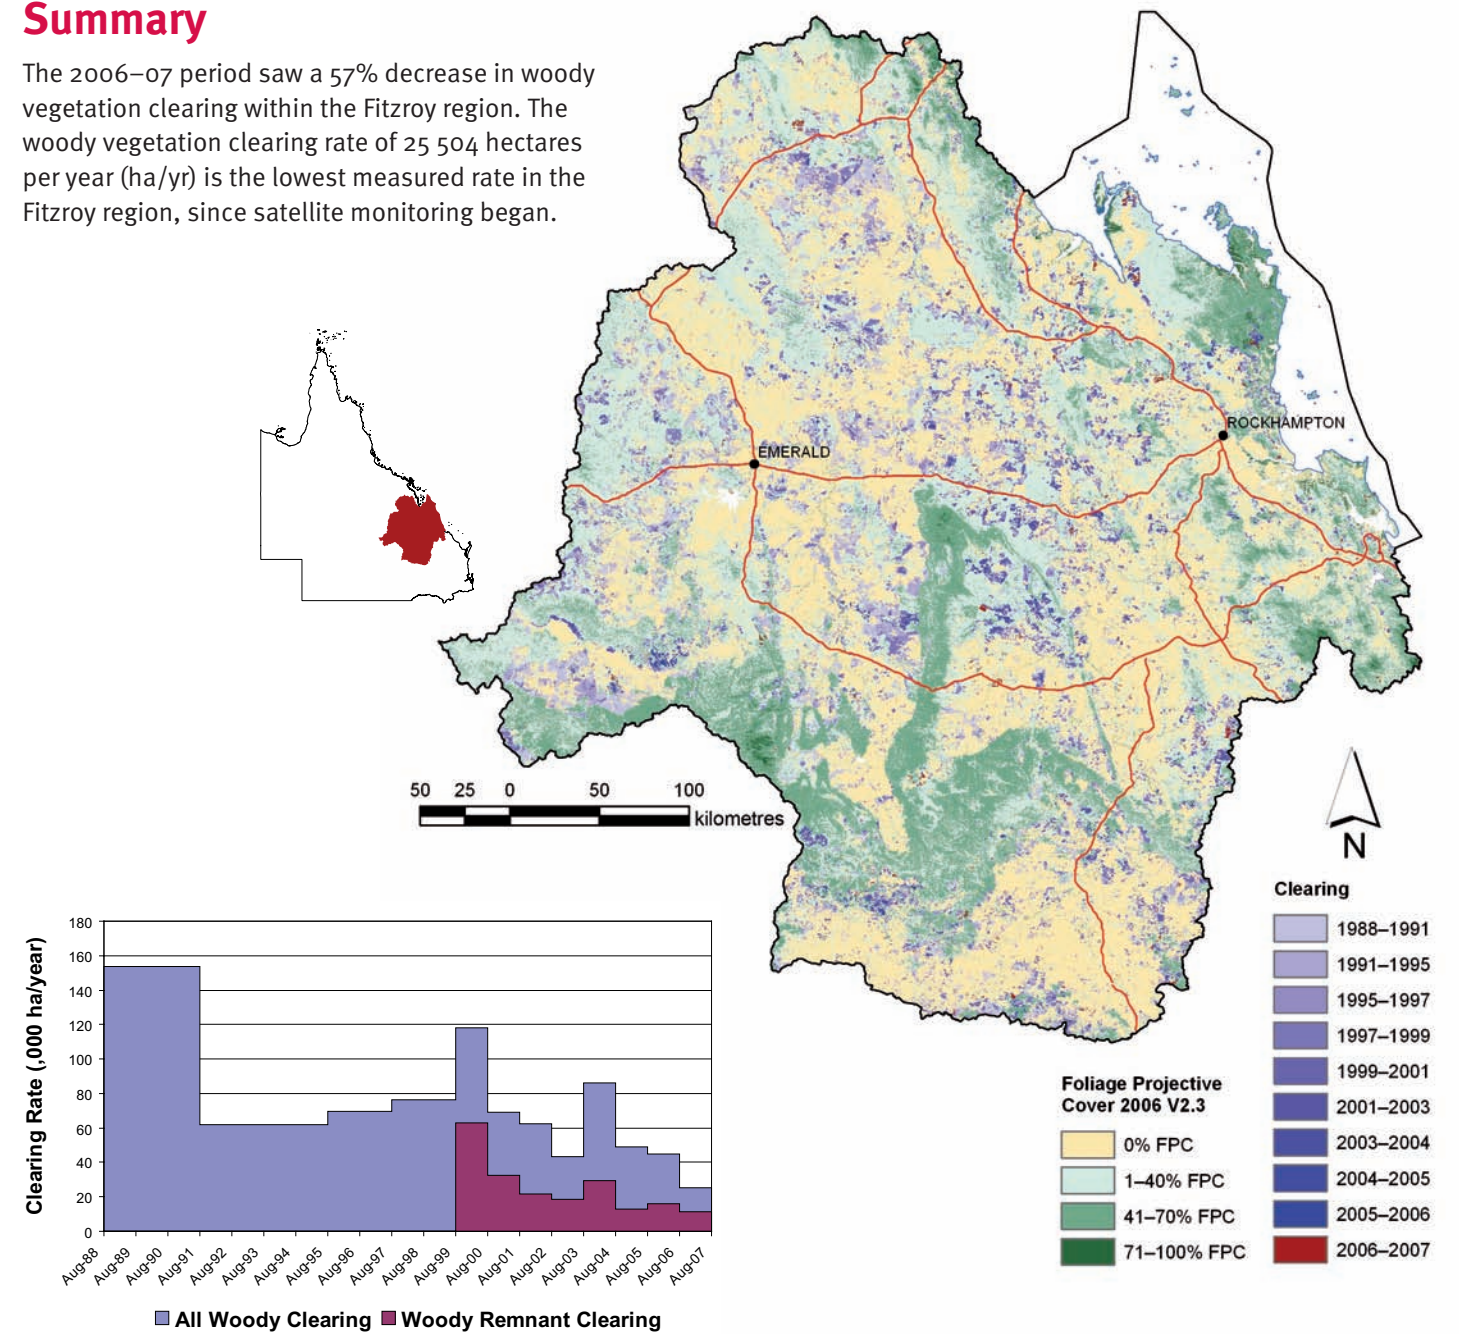 Summary
The 2006–07 period saw a 57% decrease in woody
vegetation clearing within the Fitzroy region. The
woody vegetation clearing rate of 25 504 hectares
per year (ha/yr) is the lowest measured rate in the
Fitzroy region, since satellite monitoring began.
ROCKHAMPTON
EMERALD
50 25 0 50 100
kilometres
N
Clearing
1988–1991
1991–1995
1995–1997
1997–1999
1999–2001
2001–2003
2003–2004
2004–2005
2005–2006
2006–2007
Foliage Projective
Cover 2006 V2.3
0% FPC
1–40% FPC
41–70% FPC
71–100% FPC
Clearing Rate (,000 ha/year)
180
160
140
120
100
80
60
40
20
0
Aug-88 Aug-89 Aug-90 Aug-91 Aug-92 Aug-93 Aug-94 Aug-95 Aug-96 Aug-97 Aug-98 Aug-99 Aug-00 Aug-01 Aug-02 Aug-03 Aug-04 Aug-05 Aug-06 Aug-07
All Woody Clearing Woody Remnant Clearing